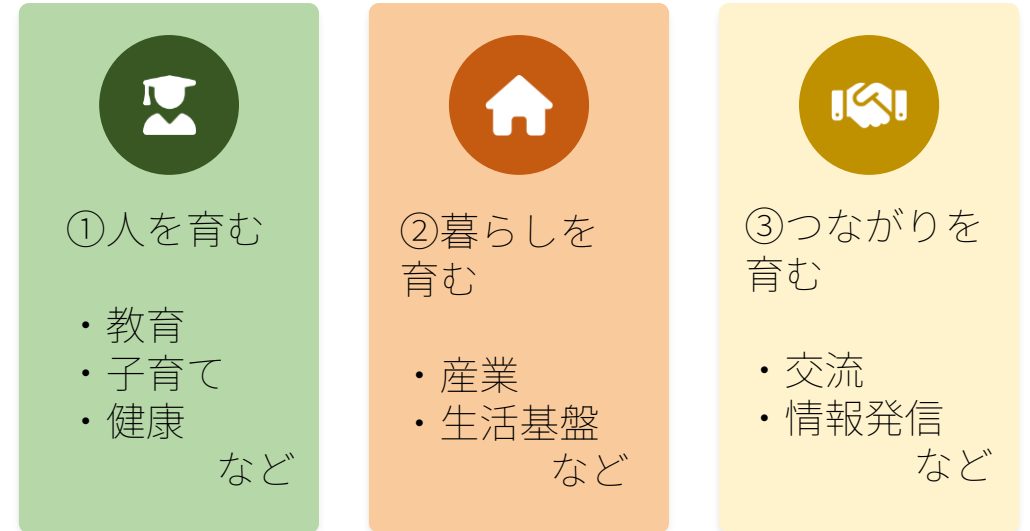 ①人を育む
・教育
・子育て
・健康
など
②暮らしを
育む
・産業
・生活基盤
など
③つながりを
育む
・交流
・情報発信
など